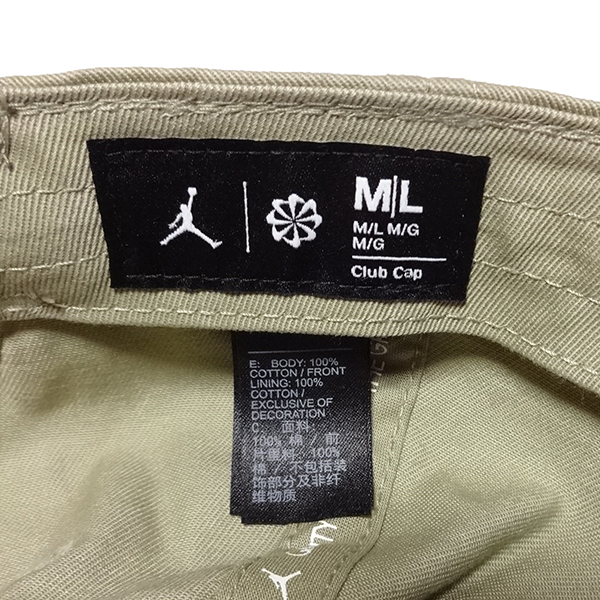 M|L
M/L M/G
M/G
Club Cap
E: BODY: 100%
COTTON / FRONT
LINING: 100%
COTTON /
EXCLUSIVE OF
DECORATION
C: 面料:
100% 棉 / 前
片里料: 100%
棉 / 不包括装
饰部分及非纤
维物质